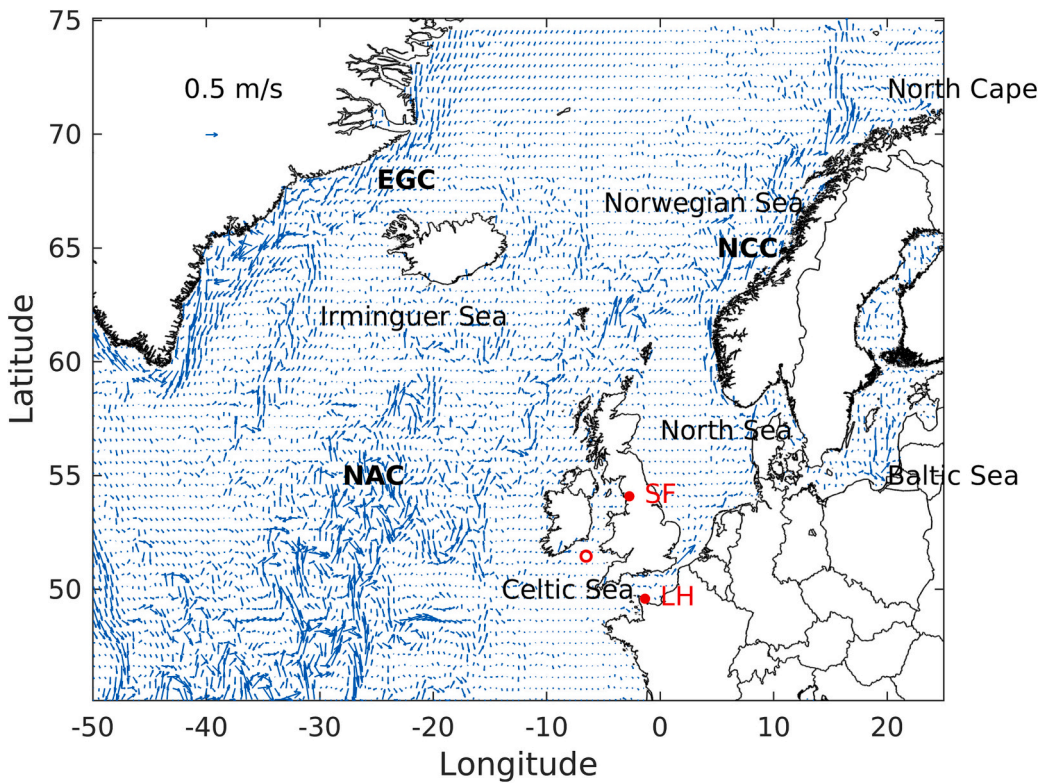 75
70
65
60
55
50
Latitude
0.5 m/s
North Cape
EGC
Norwegian Sea
NCC
Irminguer Sea
North Sea
NAC
Baltic Sea
SF
Celtic Sea
LH
-50 -40 -30 -20 -10 0 10 20
Longitude